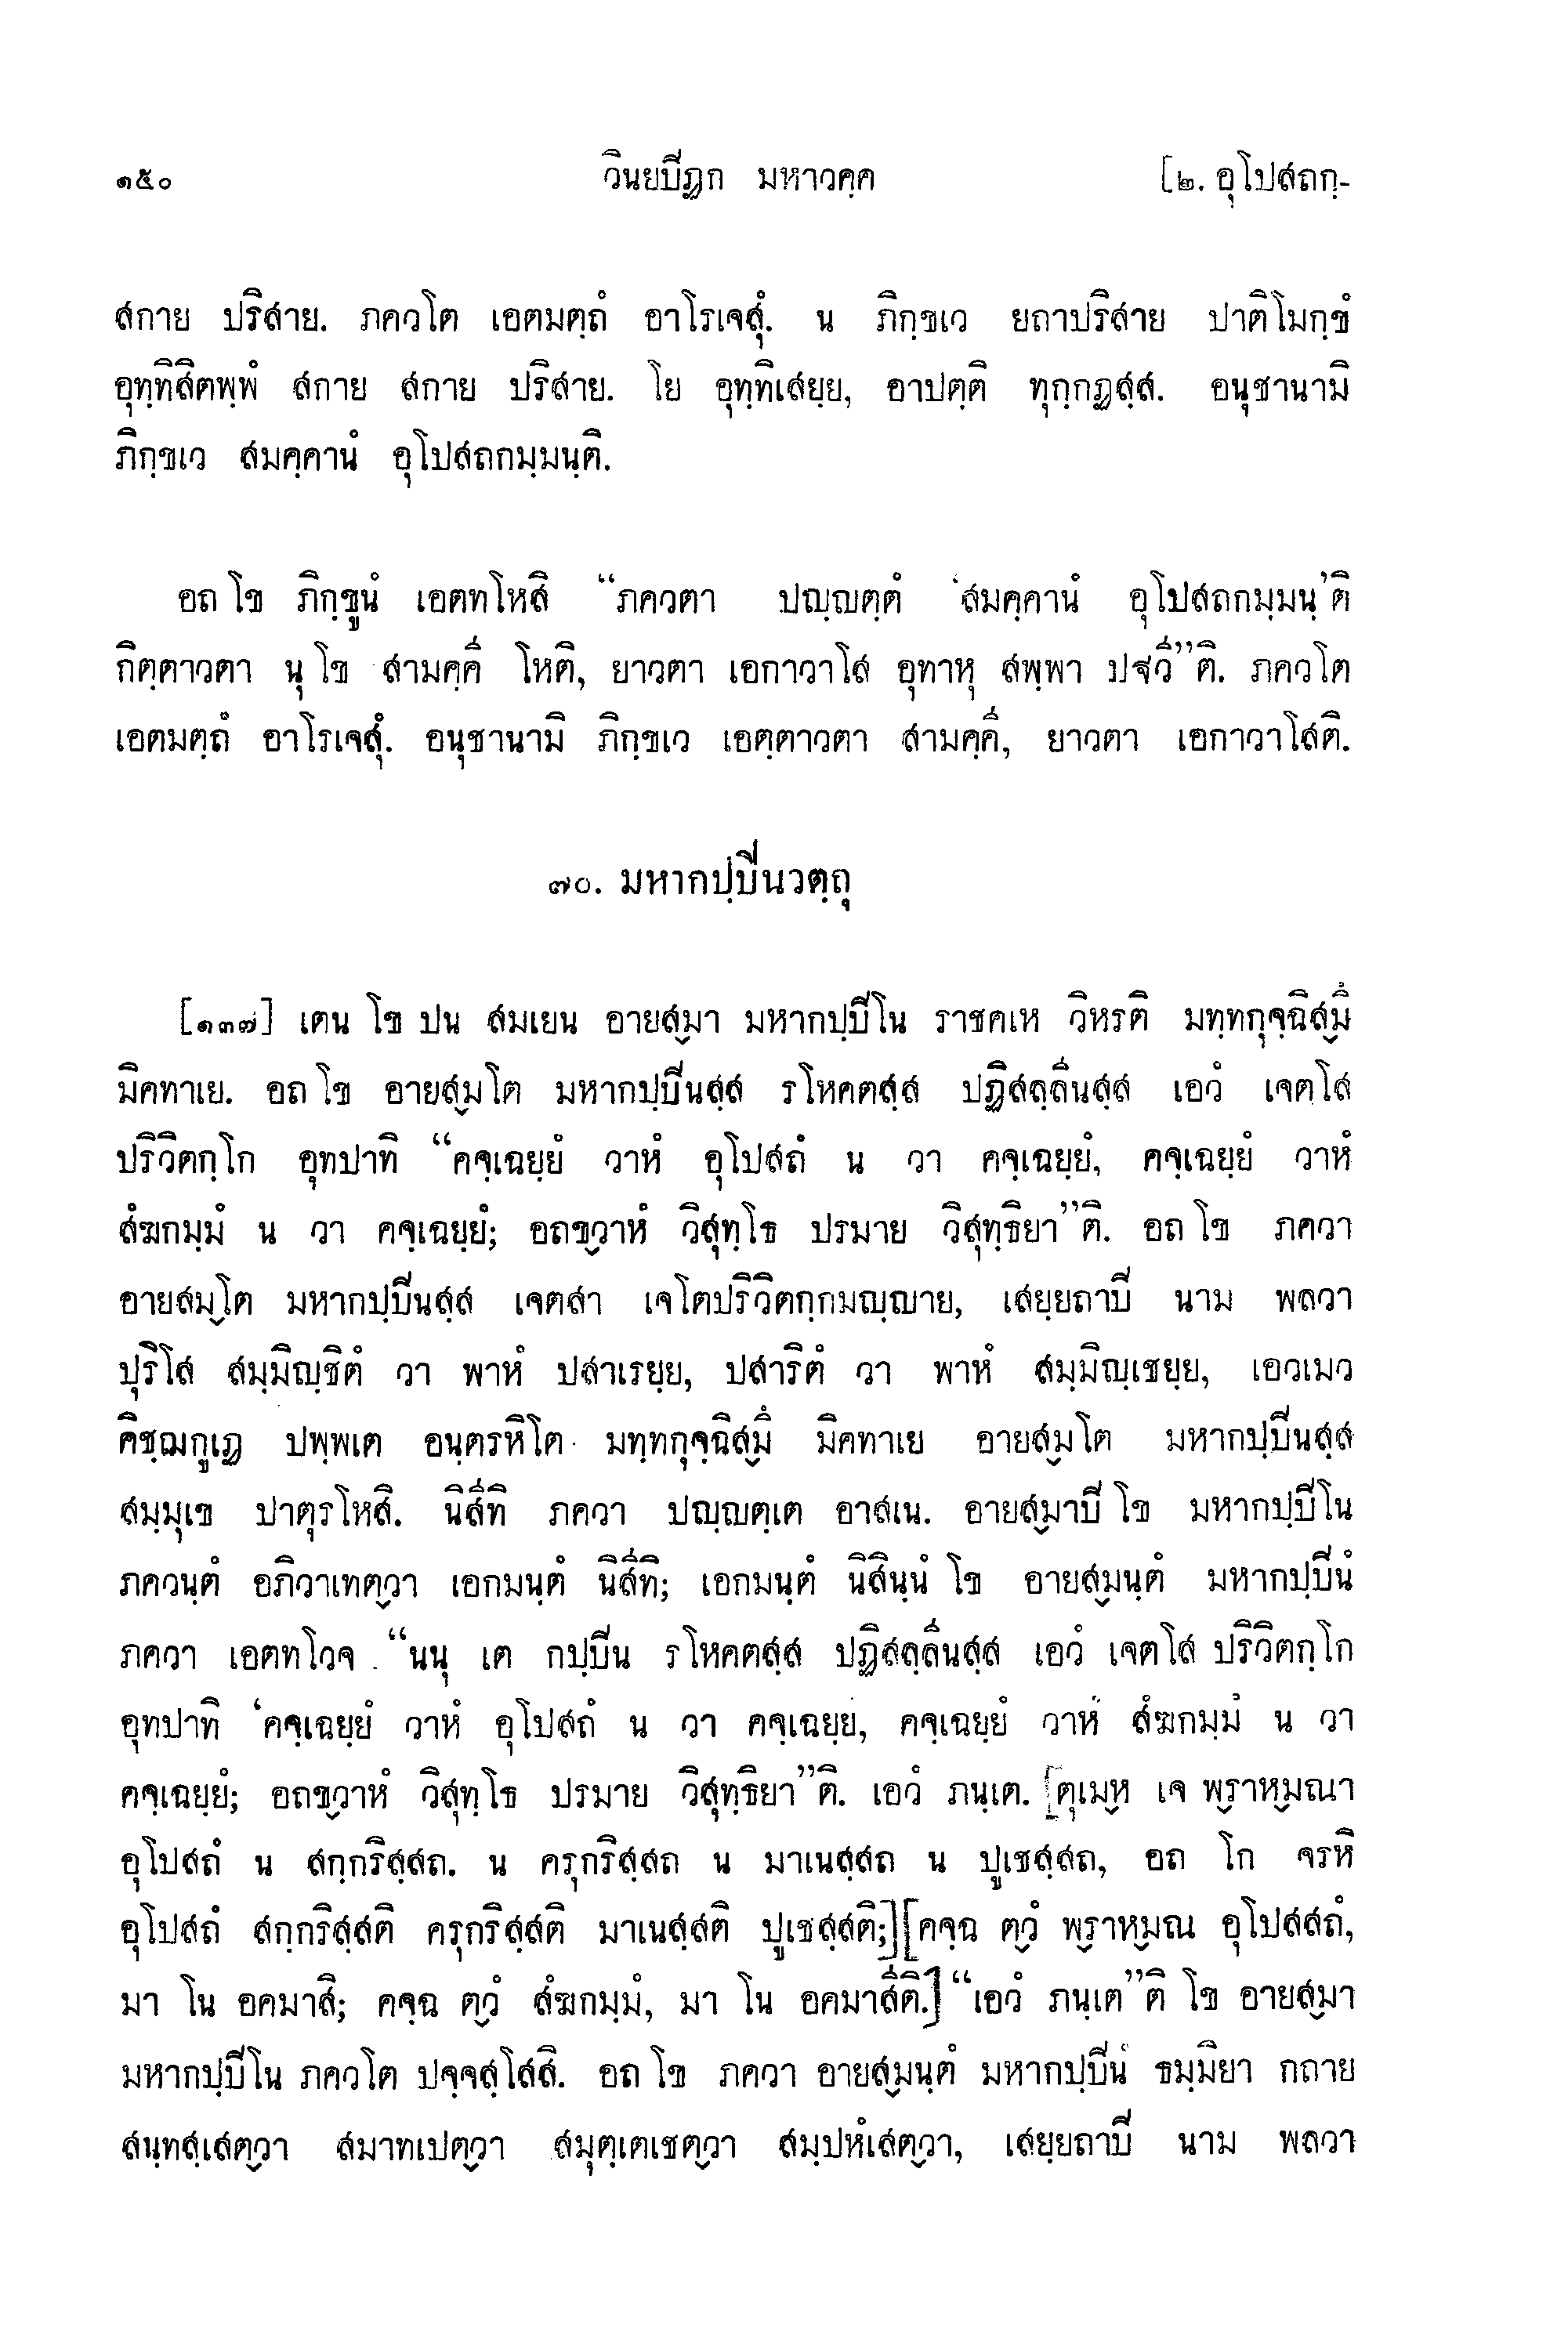 ๑๕๐ วินยปิฏก มหาวคฺค [๒. อุโปสถกฺ-
สกาย ปริสาย. ภควโต เอตมตฺถํ อาโรเจสุํ. น ภิกฺขเว ยถาปริสาย ปาติโมกฺขํ
อุทฺทิสิตพฺพํ สกาย สกาย ปริสาย. โย อุทฺทิเสยฺย, อาปตฺติ ทุกฺกฏสฺส. อนุชานามิ
ภิกฺขเว สมคฺคานํ อุโปสถกมฺมนฺติ.
อถ โข ภิกฺขูนํ เอตทโหสิ “ภควตา ปญฺญตฺตํ ‘สมคฺคานํ อุโปสถกมฺมนฺ’ติ
กิตฺตาวตา นุ โข สามคฺคี โหติ, ยาวตา เอกาวาโส อุทาหุ สพฺพา ปฐวี”ติ. ภควโต
เอตมตฺถํ อาโรเจสุํ. อนุชานามิ ภิกฺขเว เอตฺตาวตา สามคฺคี, ยาวตา เอกาวาโสติ.
๗๐. มหากปฺปินวตฺถุ
[๑๓๗] เตน โข ปน สมเยน อายสฺมา มหากปฺปิโน ราชคเห วิหรติ มทฺทกุจฺฉิสฺมิํ
มิคทาเย. อถ โข อายสฺมโต มหากปฺปินสฺส รโหคตสฺส ปฏิสลฺลีนสฺส เอวํ เจตโส
ปริวิตกฺโก อุทปาทิ “คจฺเฉยฺยํ วาหํ อุโปสถํ น วา คจฺเฉยฺยํ, คจฺเฉยฺยํ วาหํ
สํฆกมฺมํ น วา คจฺเฉยฺยํ; อถขฺวาหํ วิสุทฺโธ ปรมาย วิสุทฺธิยา”ติ. อถ โข ภควา
อายสมฺโต มหากปฺปินสฺส เจตสา เจโตปริวิตกฺกมญฺญาย, เสยฺยถาปิ นาม พลวา
ปุริโส สมฺมิญฺชิตํ วา พาหํ ปสาเรยฺย, ปสาริตํ วา พาหํ สมฺมิญฺเชยฺย, เอวเมว
คิชฺฌกูเฏ ปพฺพเต อนฺตรหิโต มทฺทกุจฺฉิสฺมิํ มิคทาเย อายสฺมโต มหากปฺปินสฺส
สมฺมุเข ปาตุรโหสิ. นิสีทิ ภควา ปญฺญตฺเต อาสเน. อายสฺมาปิ โข มหากปฺปิโน
ภควนฺตํ อภิวาเทตฺวา เอกมนฺตํ นิสีทิ; เอกมนฺตํ นิสินฺนํ โข อายสฺมนฺตํ มหากปฺปินํ
ภควา เอตทโวจ “นนุ เต กปฺปิน รโหคตสฺส ปฏิสลฺลีนสฺส เอวํ เจตโส ปริวิตกฺโก
อุทปาทิ ‘คจฺเฉยฺยํ วาหํ อุโปสถํ น วา คจฺเฉยฺยํ, คจฺเฉยฺยํ วาหํ สํฆกมฺมํ น วา
คจฺเฉยฺยํ; อถขฺวาหํ วิสุทฺโธ ปรมาย วิสุทฺธิยา”ติ. เอวํ ภนฺเต. [ตุเมฺห เจ พฺราหฺมณา
อุโปสถํ น สกฺกริสฺสถ. น ครุกริสฺสถ น มาเนสฺสถ น ปูเชสฺสถ, อถ โก จรหิ
อุโปสถํ สกฺกริสฺสติ ครุกริสฺสติ มาเนสฺสติ ปูเชสฺสติ;][คจฺฉ ตฺวํ พฺราหฺมณ อุโปสสถํ,
มา โน อคมาสิ; คจฺฉ ตฺวํ สํฆกมฺมํ, มา โน อคมาสีติ.] “เอวํ ภนฺเต”ติ โข อายสฺมา
มหากปฺปิโน ภควโต ปจฺจสฺโสสิ. อถ โข ภควา อายสฺมนฺตํ มหากปฺปินํ ธมฺมิยา กถาย
สนฺทสฺเสตฺวา สมาทเปตฺวา สมุตฺเตเชตฺวา สมฺปหํเสตฺวา, เสยฺยถาปิ นาม พลวา